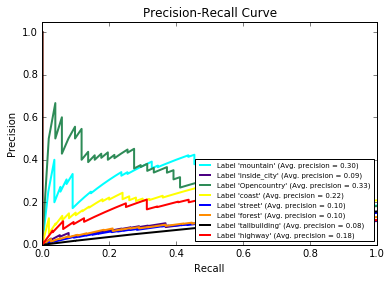 Precision-Recall Curve
1.0
0.8
0.6
0.4
0.2
0.0
Precision
Label 'mountain' (Avg. precision = 0.30)
Label 'inside_city' (Avg. precision = 0.09)
Label 'Opencountry' (Avg. precision = 0.33)
Label 'coast' (Avg. precision = 0.22)
Label 'street' (Avg. precision = 0.10)
Label 'forest' (Avg. precision = 0.10)
Label 'tallbuilding' (Avg. precision = 0.08)
Label 'highway' (Avg. precision = 0.18)
0.0 0.2 0.4 0.6 0.8 1.0
Recall